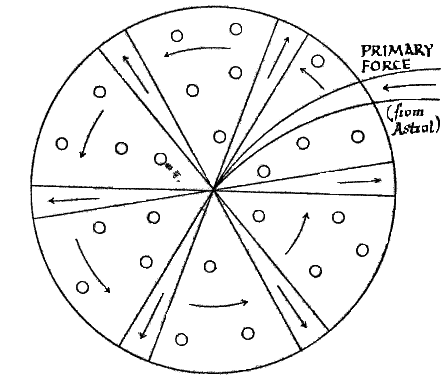 PRIMARY
FORCE
(from
Astral)